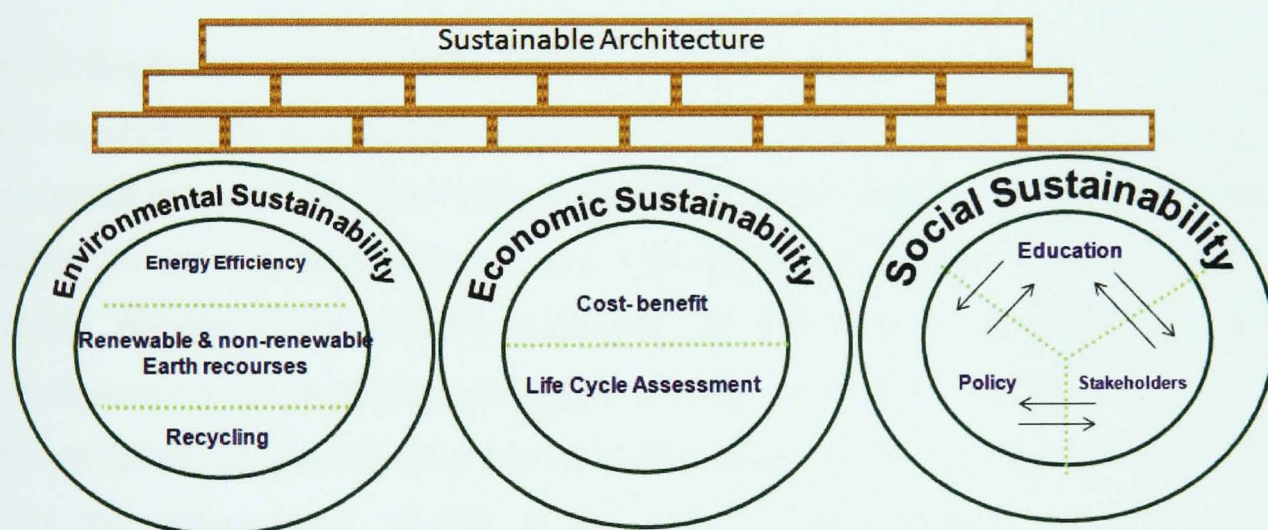 Sustainable Architecture
Environmental Sustainability
Energy Efficiency
Renewable & non-renewable
Earth recourses
Recycling
Economic Sustainability
Cost- benefit
Life Cycle Assessment
Social Sustainability
Education
Policy
Stakeholders